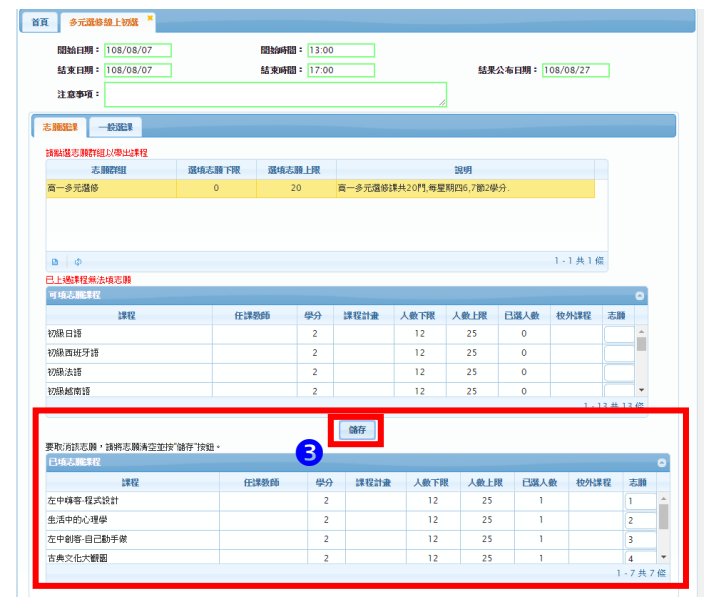 首頁 多元選修線上初選
開始日期： 108/08/07 開始時間： 13:00
結束日期： 108/08/07 結束時間： 17:00 結果公布日期： 108/08/27
注意事項：
志願選課 一般選課
請點選志願群組以帶出課程
志願群組 選填志願下限 選填志願上限 說明
高一多元選修 0 20 高一多元選修課共20門,每星期四6,7節2學分.
1 - 1 共 1 條
已上過課程無法填志願
可填志願課程
課程 任課教師 學分 課程計畫 人數下限 人數上限 已選人數 校外課程 志願
初級日語 2 12 25 0
初級西班牙語 2 12 25 0
初級法語 2 12 25 0
初級越南語 2 12 25 0
1 - 13 共 13 條
儲存
3
要取消該志願，請將志願清空並按"儲存"按鈕。
已填志願課程
課程 任課教師 學分 課程計畫 人數下限 人數上限 已選人數 校外課程 志願
左中嗨客-程式設計 2 12 25 1 1
生活中的心理學 2 12 25 1 2
左中創客-自己動手做 2 12 25 1 3
古典文化大觀園 2 12 25 1 4
1 - 7 共 7 條